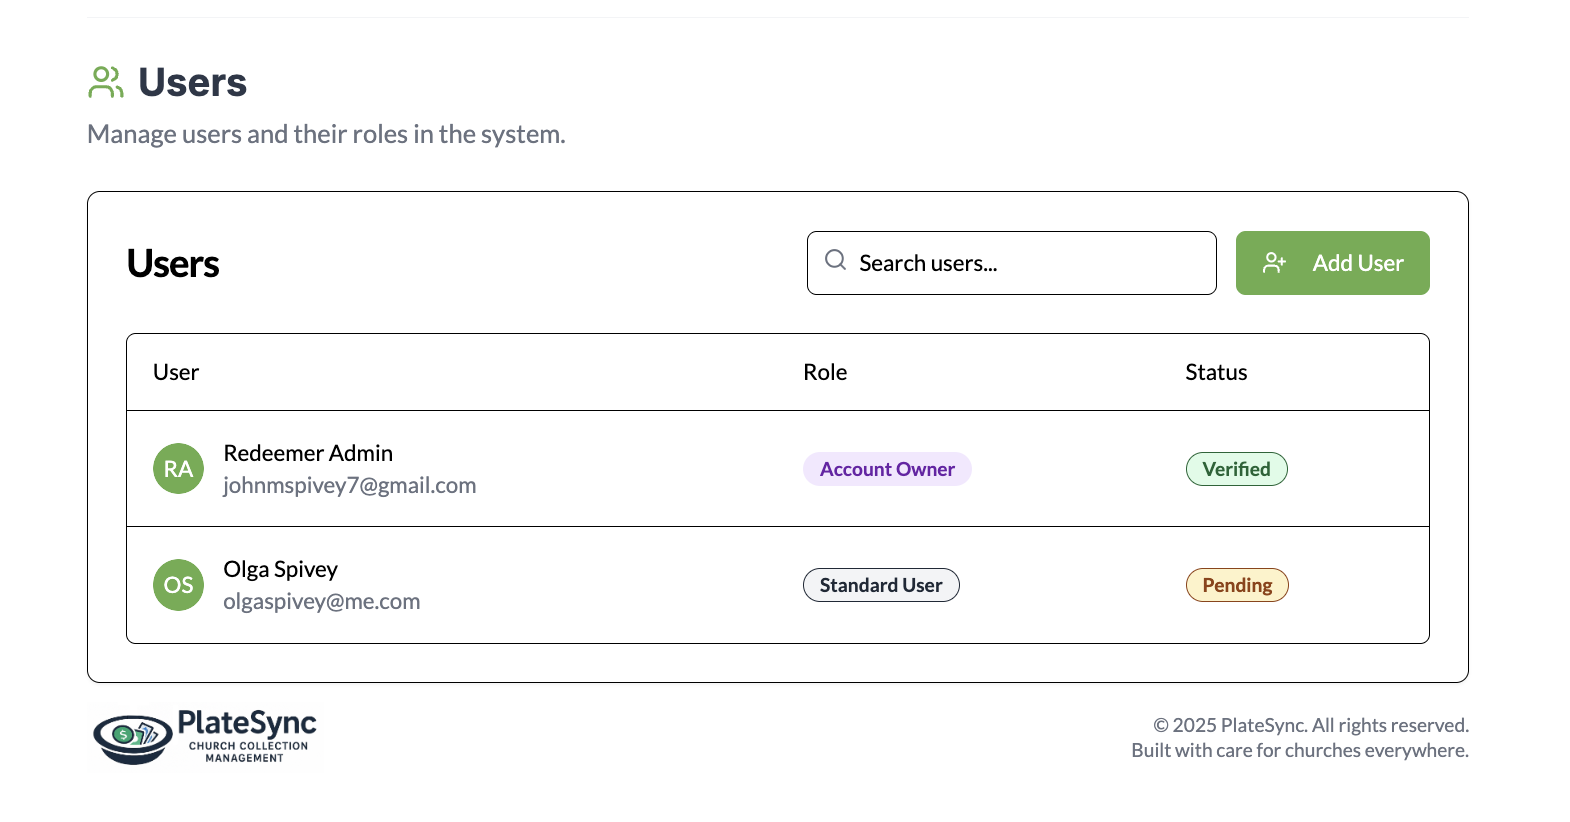 Users
Manage users and their roles in the system.
Users
Search users...
Add User
User Role Status
RA
Redeemer Admin
johnmspivey7@gmail.com
Account Owner
Verified
OS
Olga Spivey
olgaspivey@me.com
Standard User
Pending
$
PlateSync
CHURCH COLLECTION
MANAGEMENT
© 2025 PlateSync. All rights reserved.
Built with care for churches everywhere.